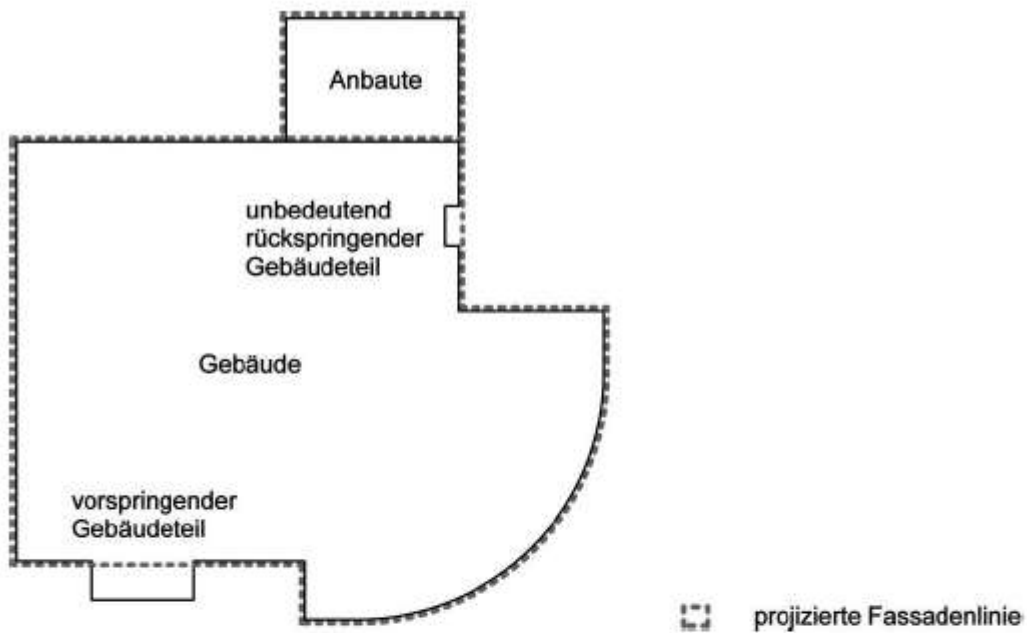 Anbaute
unbedeutend
rückspringender
Gebäudeteil
Gebäude
vorspringender
Gebäudeteil
projizierte Fassadenlinie